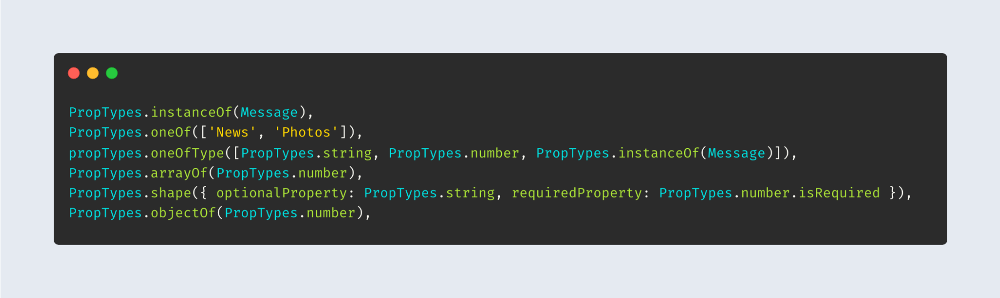 PropTypes.instanceOf(Message),
PropTypes.oneOf(['News', 'Photos']),
propTypes.oneOfType([PropTypes.string, PropTypes.number, PropTypes.instanceOf(Message)]),
PropTypes.arrayOf(PropTypes.number),
PropTypes.shape({ optionalProperty: PropTypes.string, requiredProperty: PropTypes.number.isRequired }),
PropTypes.objectOf(PropTypes.number),